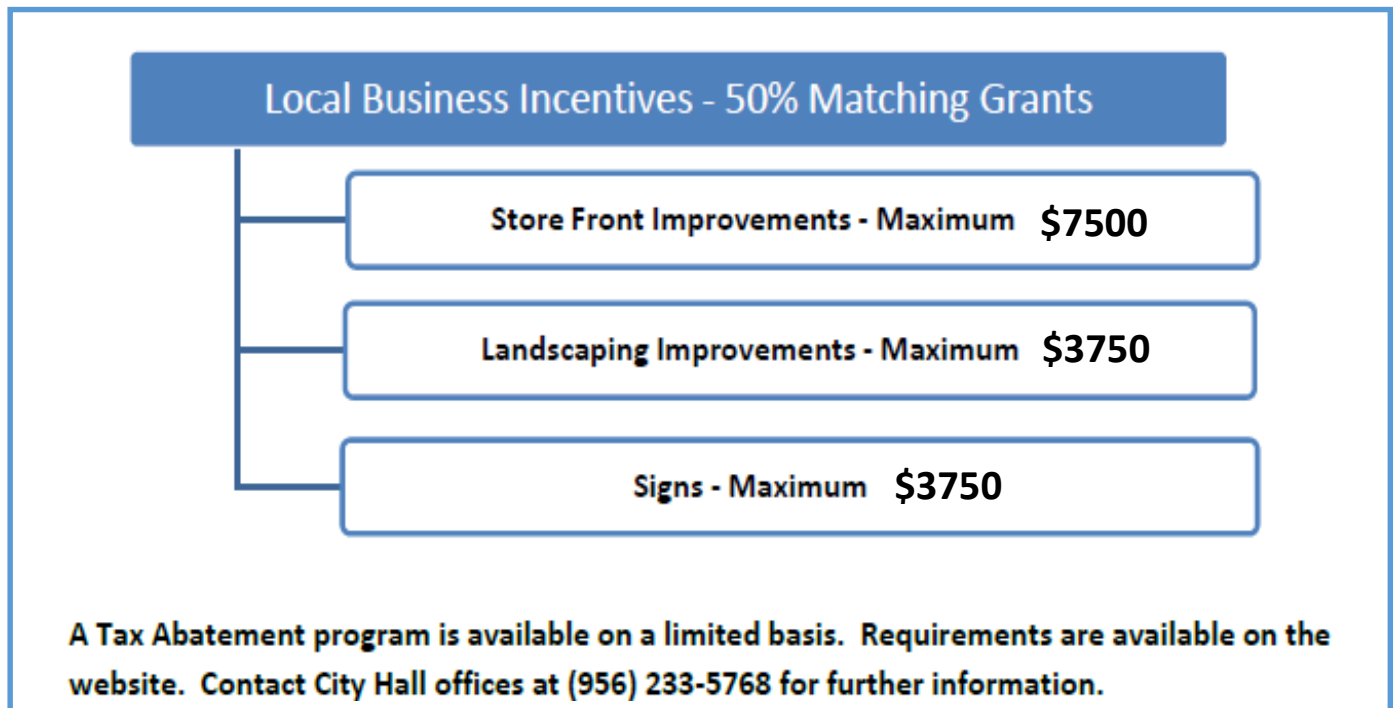 Local Business Incentives - 50% Matching Grants
Store Front Improvements - Maximum $7500
Landscaping Improvements - Maximum $3750
Signs - Maximum $3750
A Tax Abatement program is available on a limited basis. Requirements are available on the
website. Contact City Hall offices at (956) 233-5768 for further information.